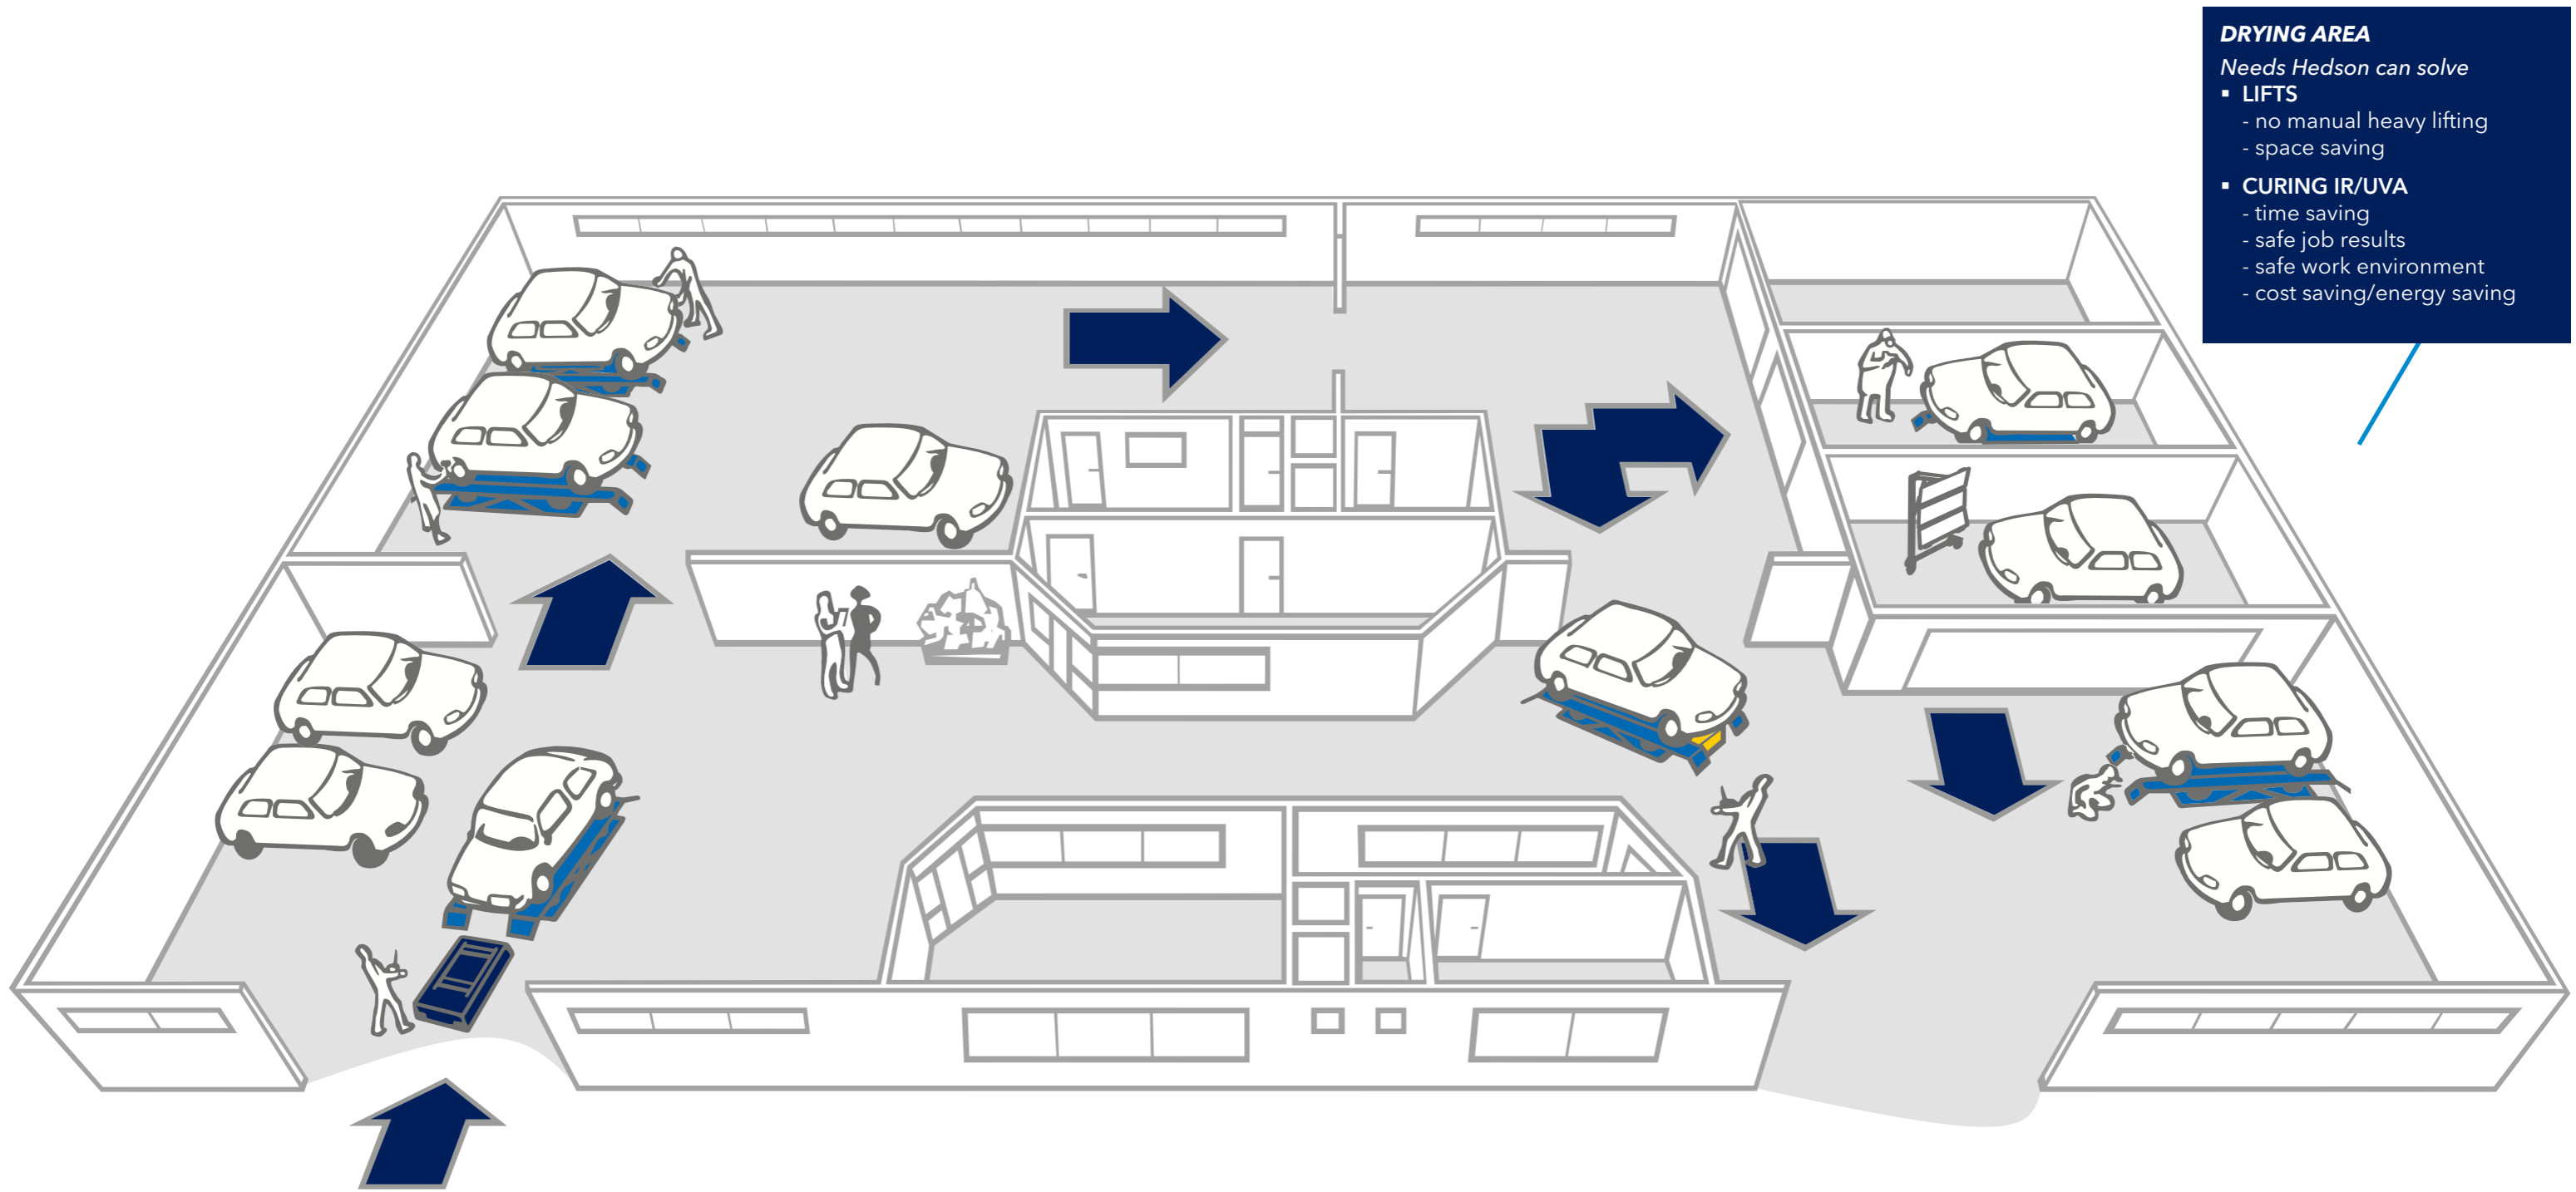 DRYING AREA
Needs Hedson can solve
▪ LIFTS
- no manual heavy lifting
- space saving
▪ CURING IR/UVA
- time saving
- safe job results
- safe work environment
- cost saving/energy saving